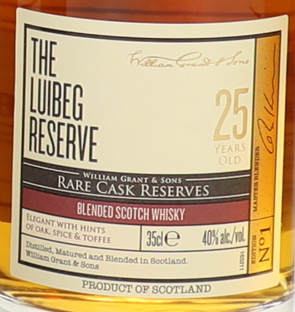 THE
LUIBEG
RESERVE
William Grant & Sons
25
YEARS
OLD
WILLIAM GRANT & SONS
RARE CASK RESERVES
BLENDED SCOTCH WHISKY
ELEGANT WITH HINTS
OF OAK, SPICE & TOFFEE
35cl e
40% alc./vol.
Distilled, Matured and Blended in Scotland.
William Grant & Sons
PRODUCT OF SCOTLAND
EDITION
Nº1
MASTER BLENDER